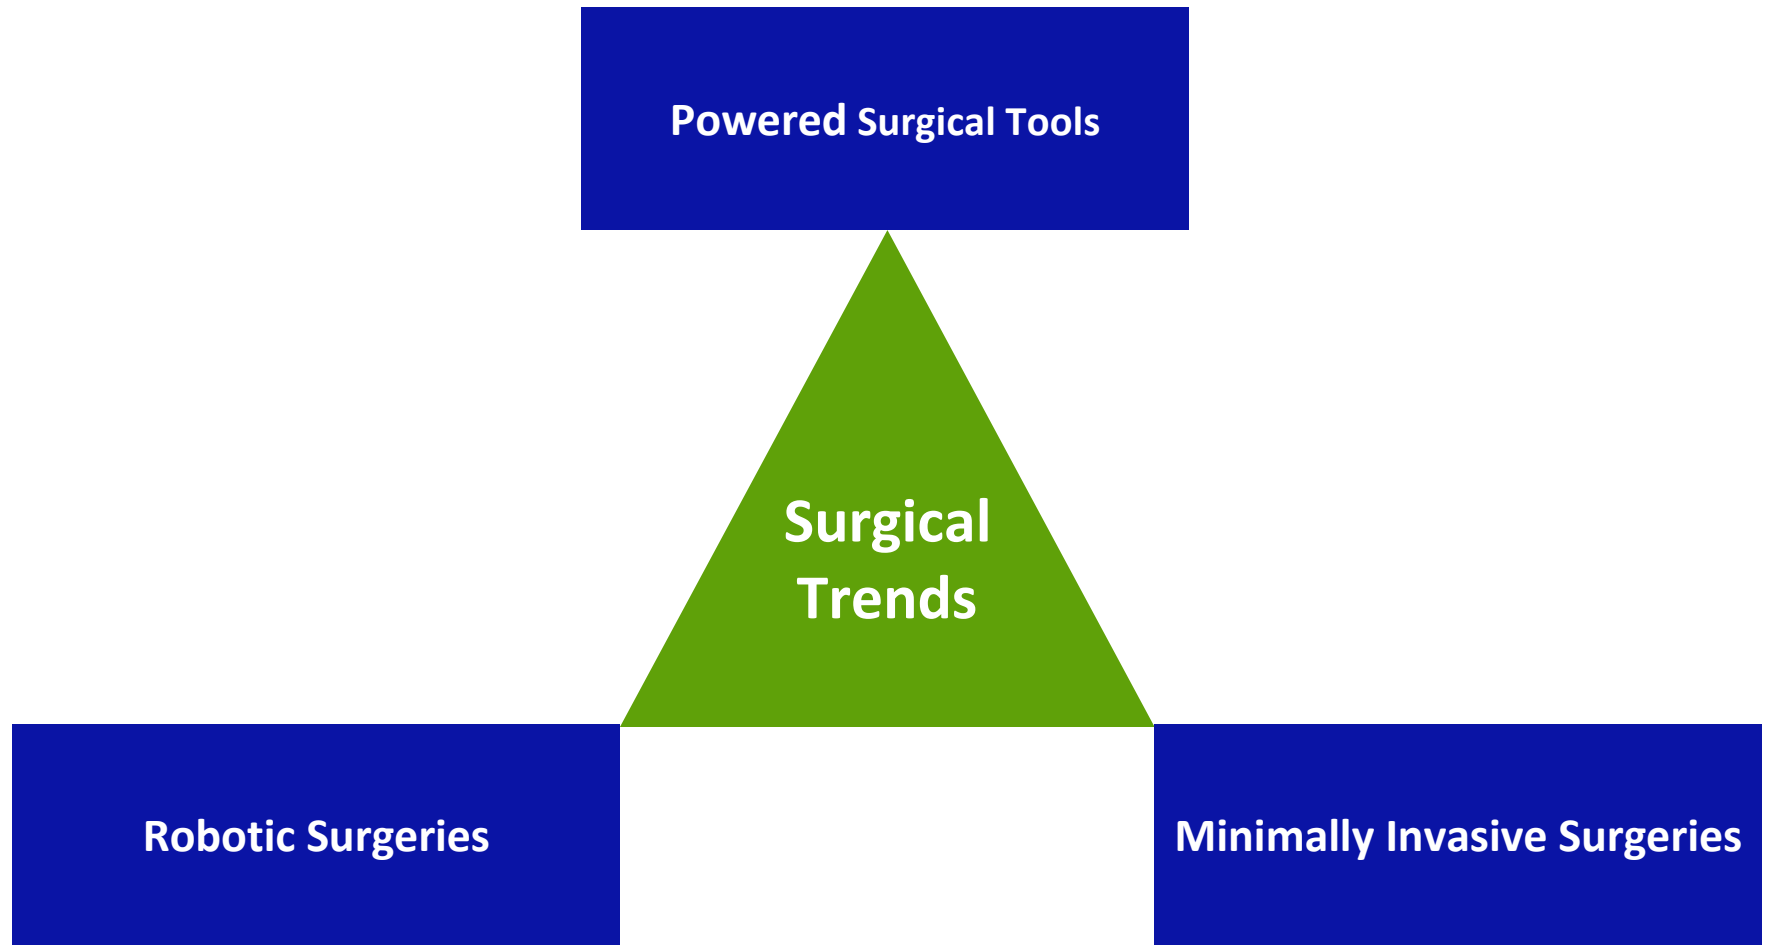 Powered Surgical Tools
Surgical
Trends
Robotic Surgeries
Minimally Invasive Surgeries